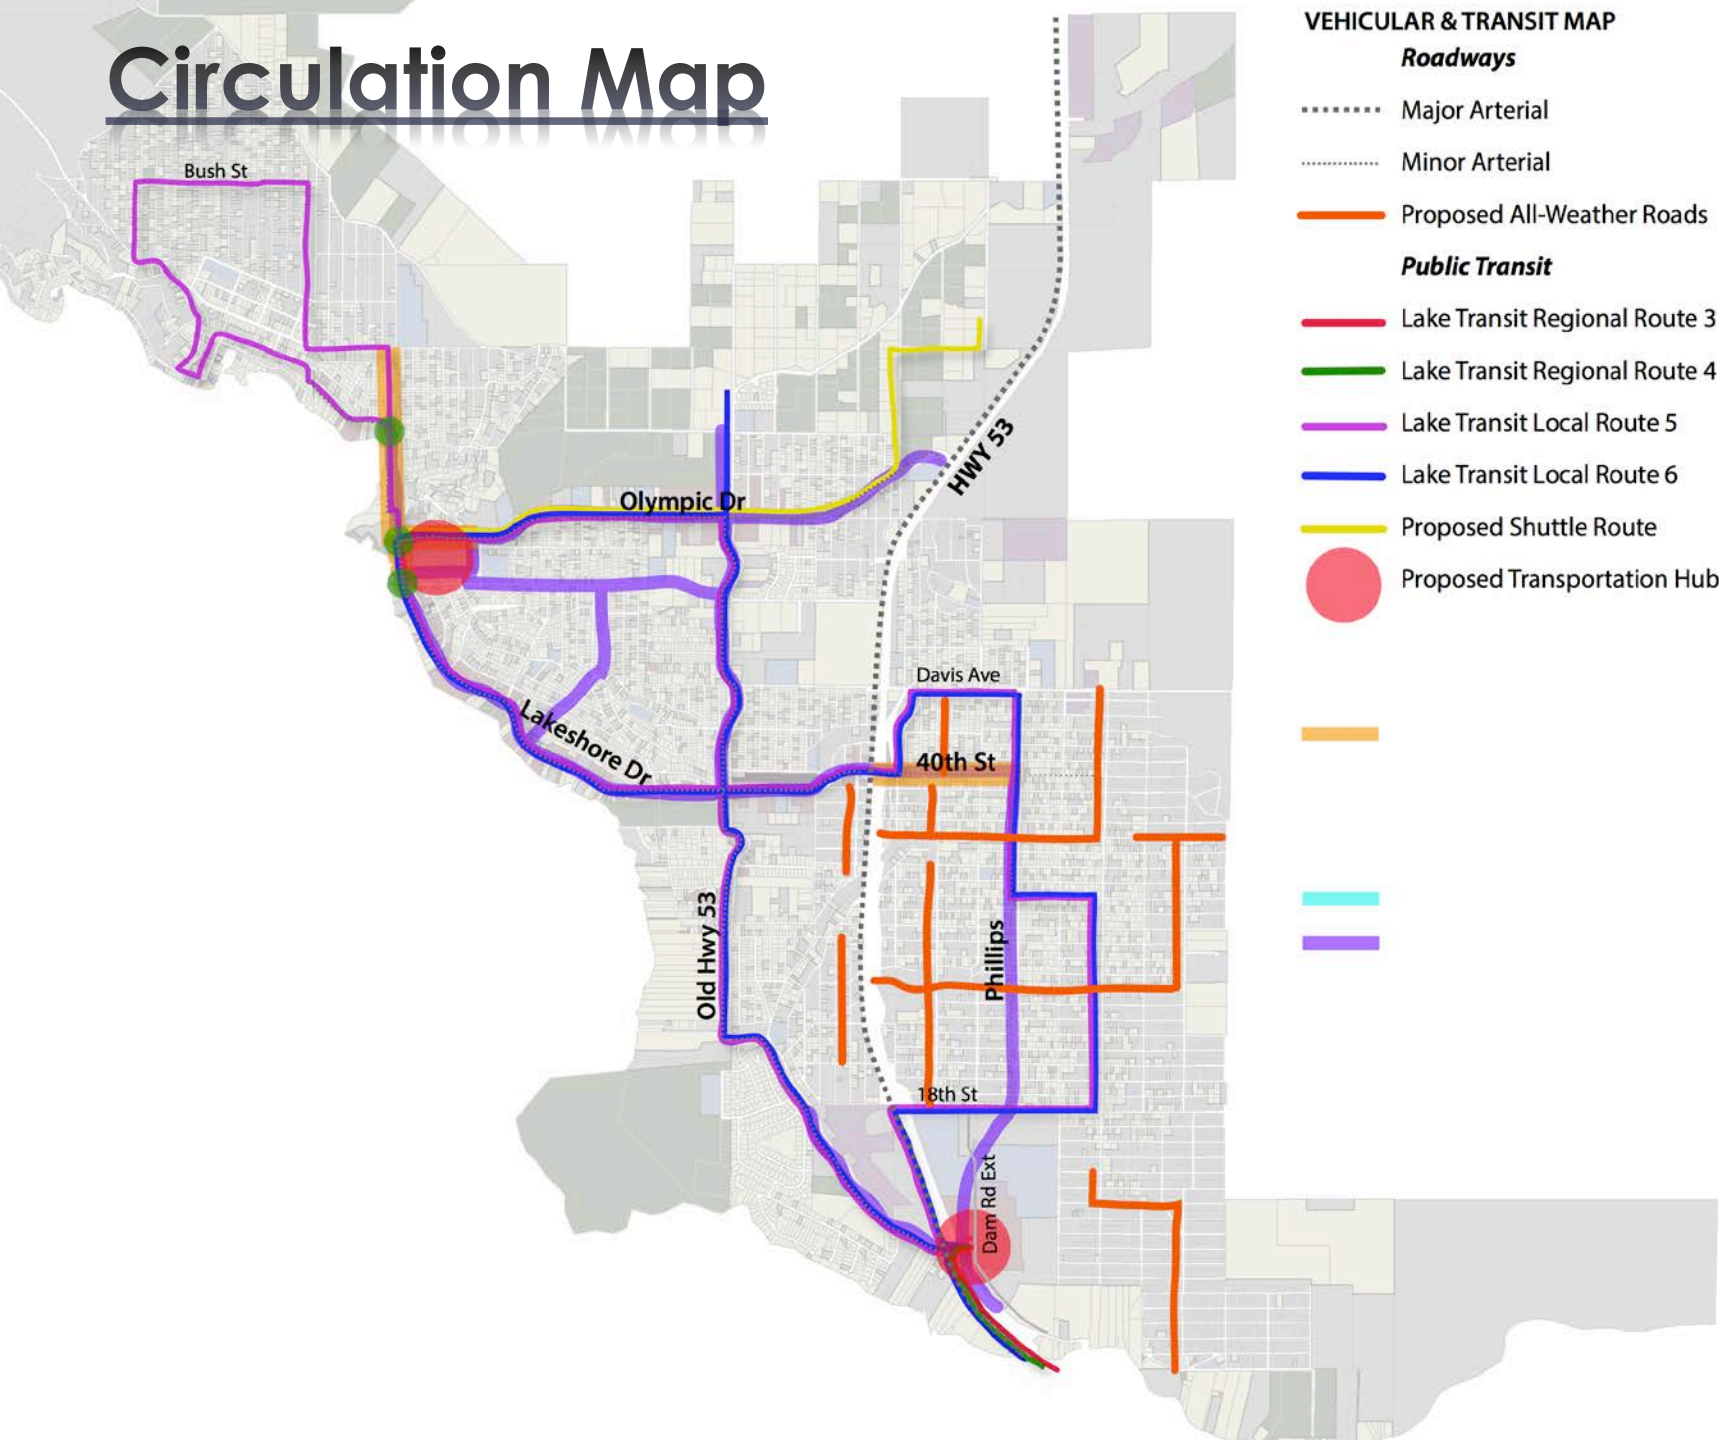 Circulation Map
VEHICULAR & TRANSIT MAP
Roadways
Major Arterial
Minor Arterial
Proposed All-Weather Roads
Public Transit
Lake Transit Regional Route 3
Lake Transit Regional Route 4
Lake Transit Local Route 5
Lake Transit Local Route 6
Proposed Shuttle Route
Proposed Transportation Hub
Bush St
HWY 53
Olympic Dr
Davis Ave
Lakeshore Dr
40th St
Old Hwy 53
Phillips
18th St
Dam Rd Ext